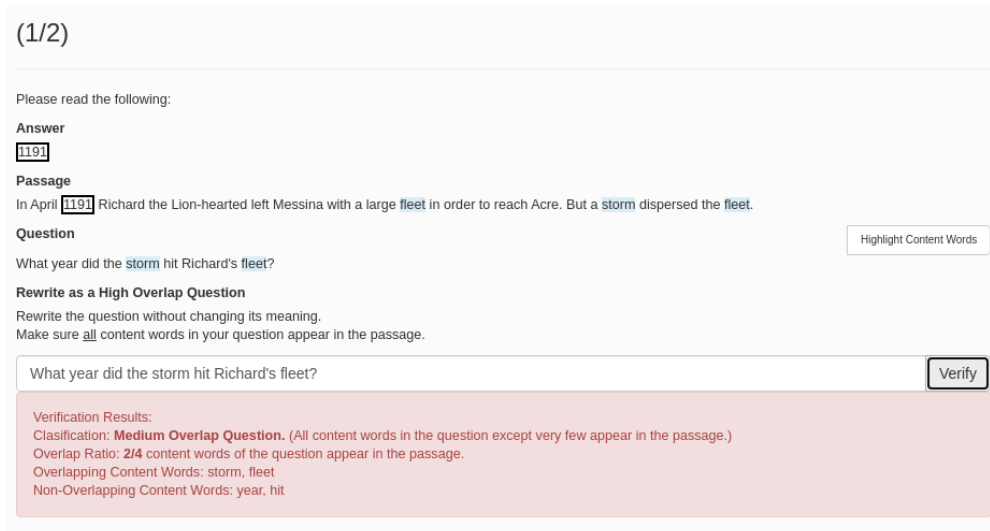 (1/2)
Please read the following:
Answer
1191
Passage
In April 1191 Richard the Lion-hearted left Messina with a large fleet in order to reach Acre. But a storm dispersed the fleet.
Question
Highlight Content Words
What year did the storm hit Richard's fleet?
Rewrite as a High Overlap Question
Rewrite the question without changing its meaning.
Make sure all content words in your question appear in the passage.
What year did the storm hit Richard's fleet?
Verify
Verification Results:
Clasification: Medium Overlap Question. (All content words in the question except very few appear in the passage.)
Overlap Ratio: 2/4 content words of the question appear in the passage.
Overlapping Content Words: storm, fleet
Non-Overlapping Content Words: year, hit